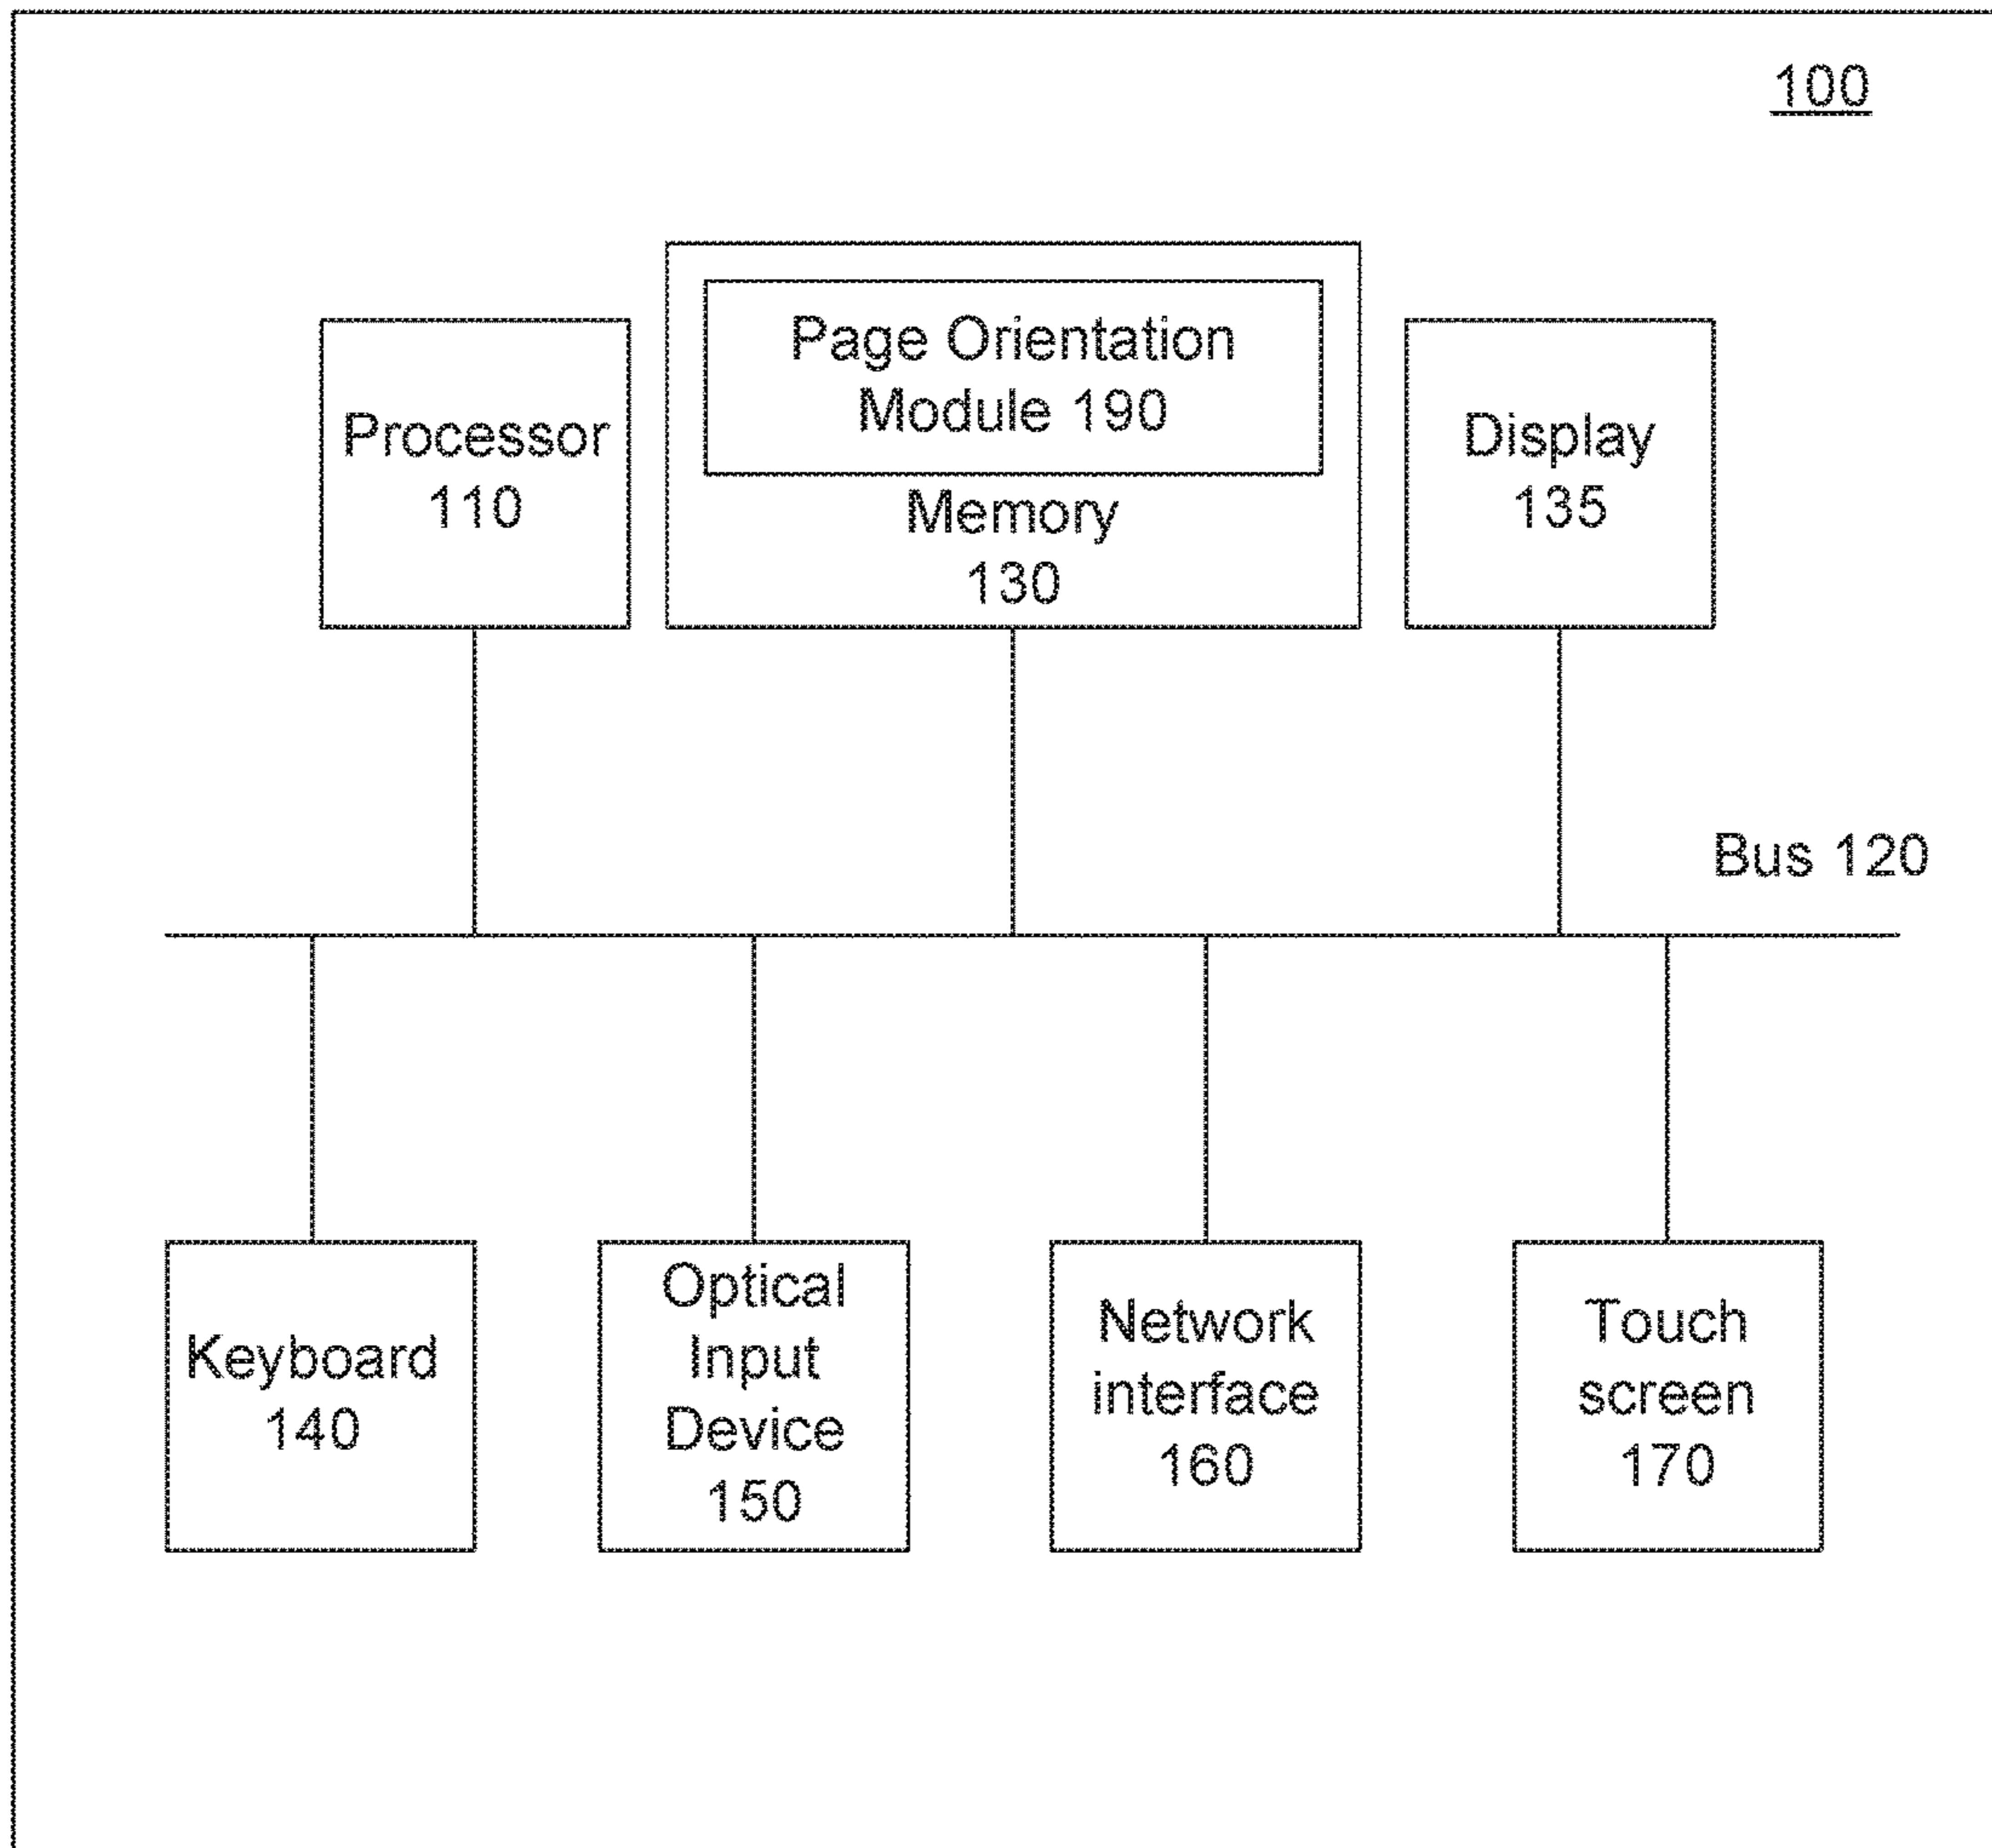 100
Page Orientation
Module 190
Processor
110
Memory
130
Display
135
Bus 120
Keyboard
140
Optical
Input
Device
150
Network
interface
160
Touch
screen
170